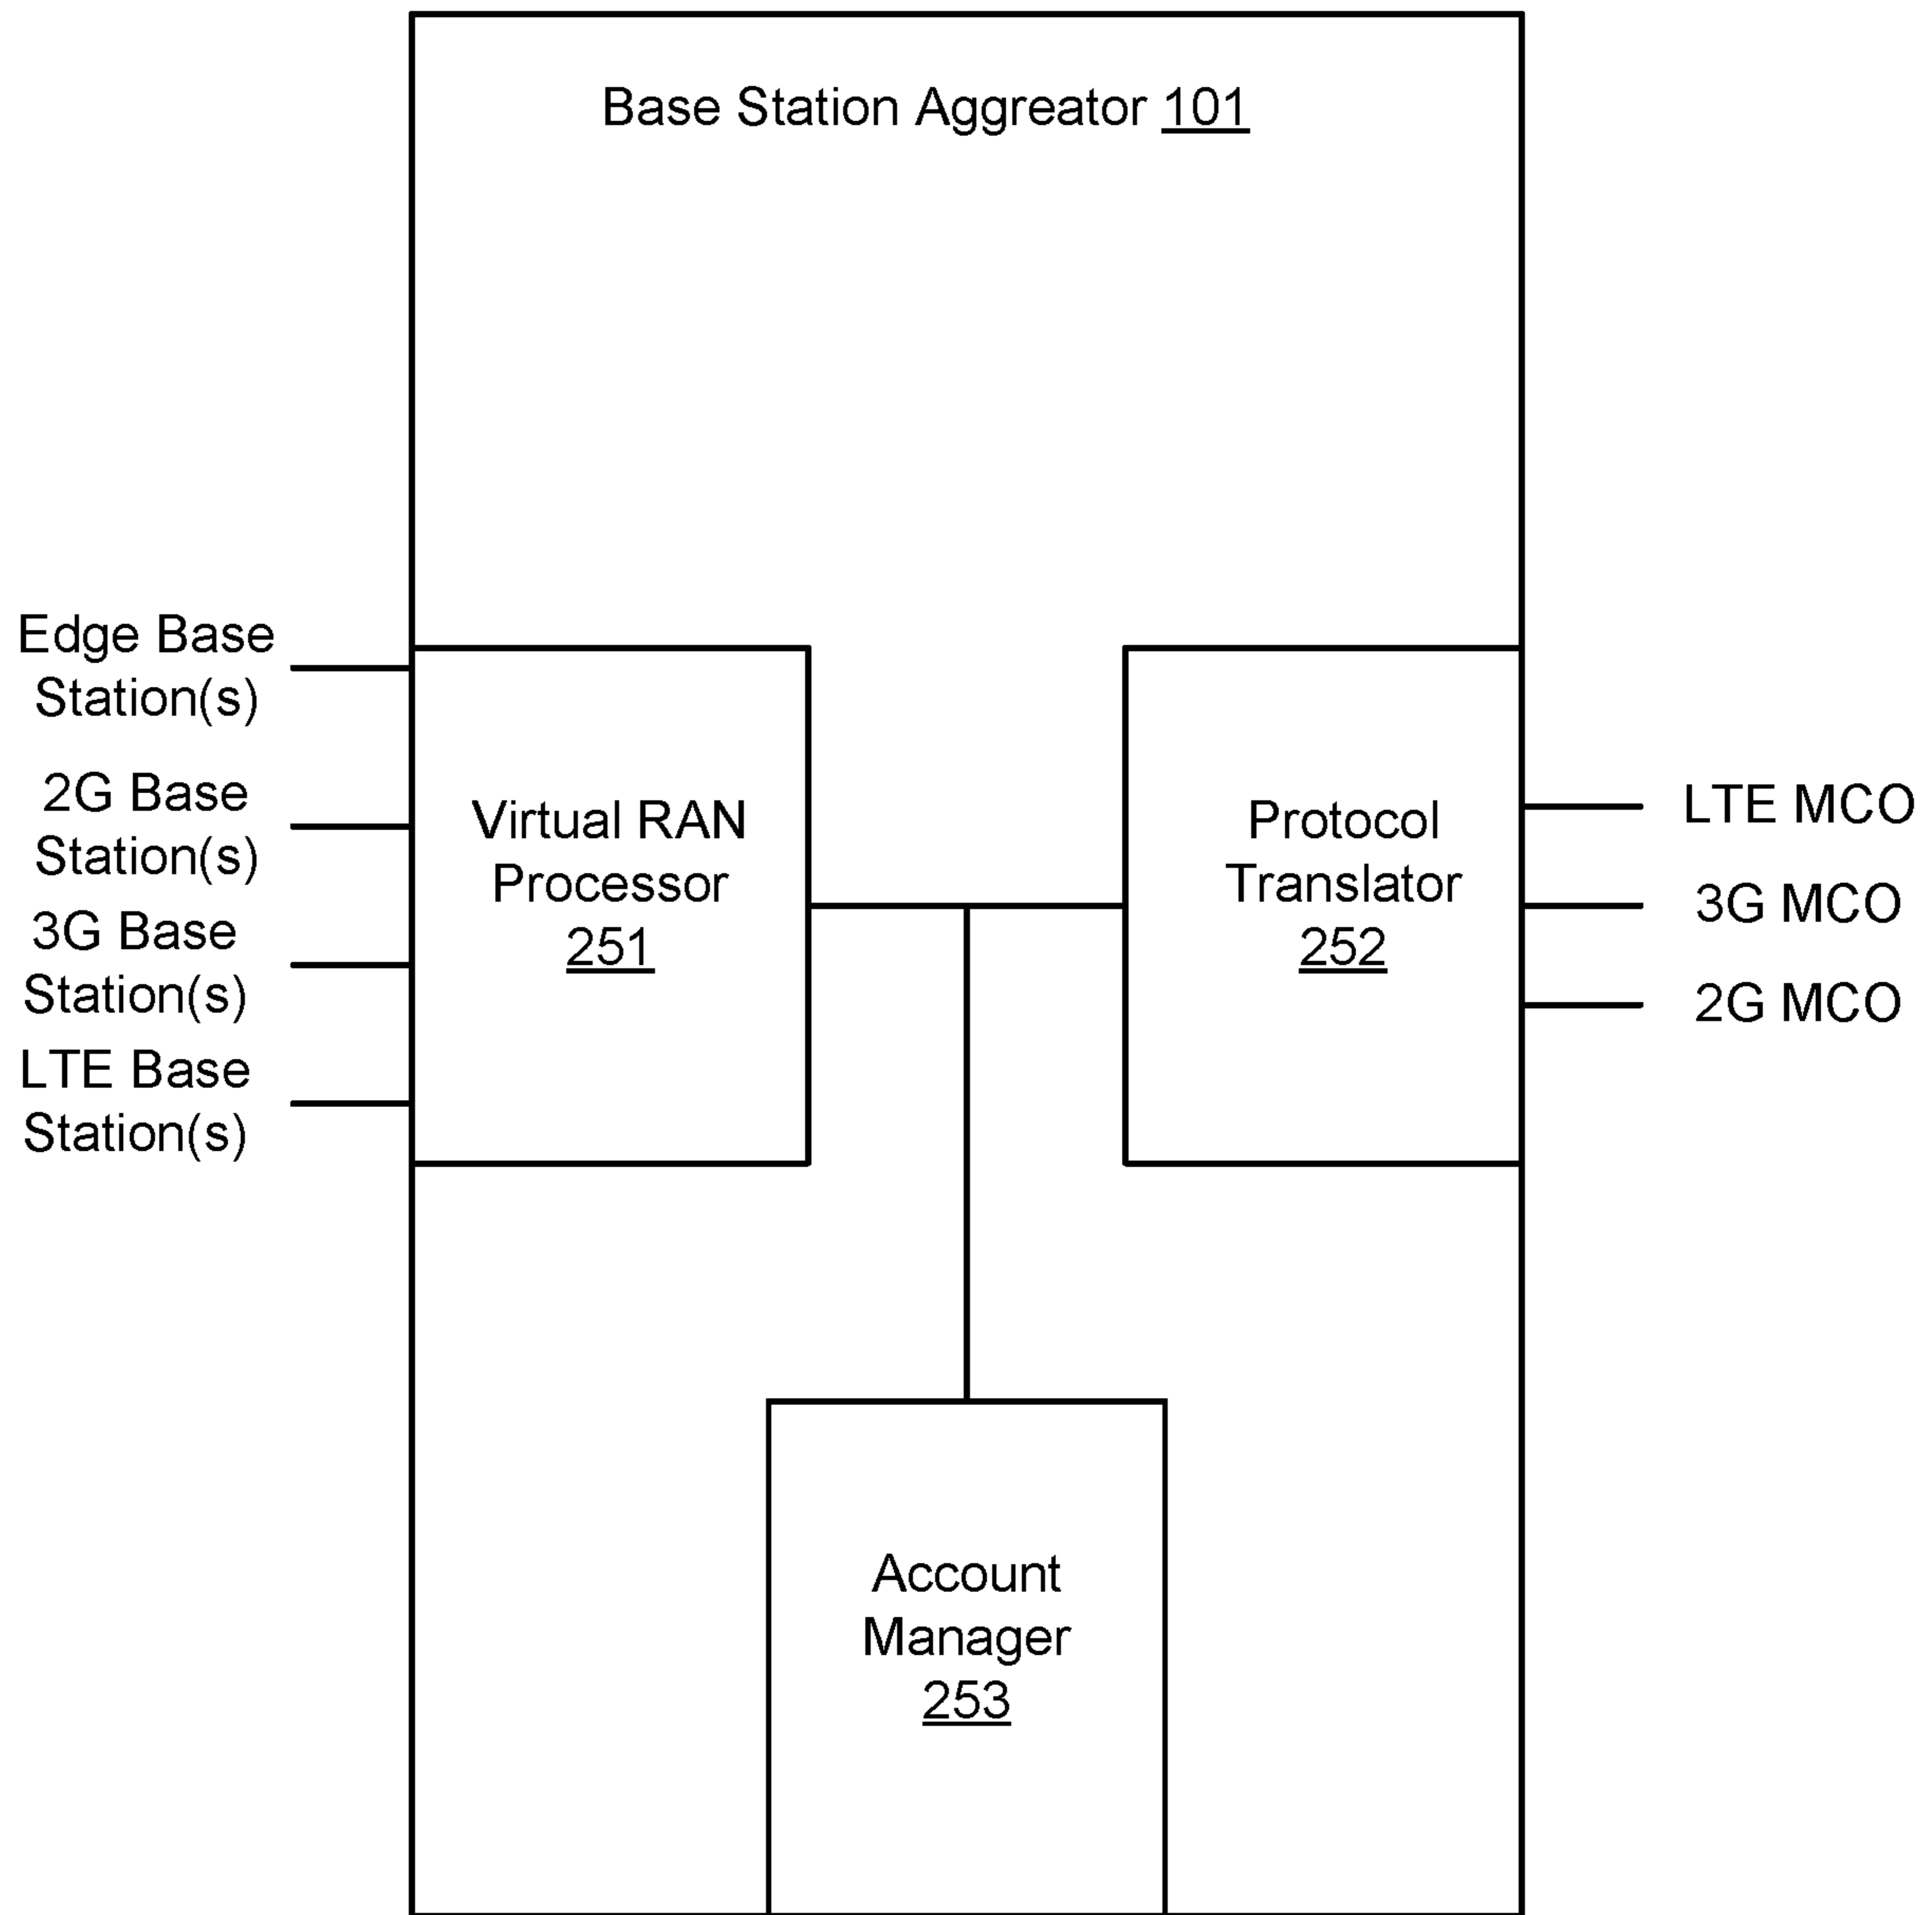 Base Station Aggreator 101
Edge Base
Station(s)
2G Base
Station(s)
3G Base
Station(s)
LTE Base
Station(s)
Virtual RAN
Processor
251
Protocol
Translator
252
LTE MCO
3G MCO
2G MCO
Account
Manager
253